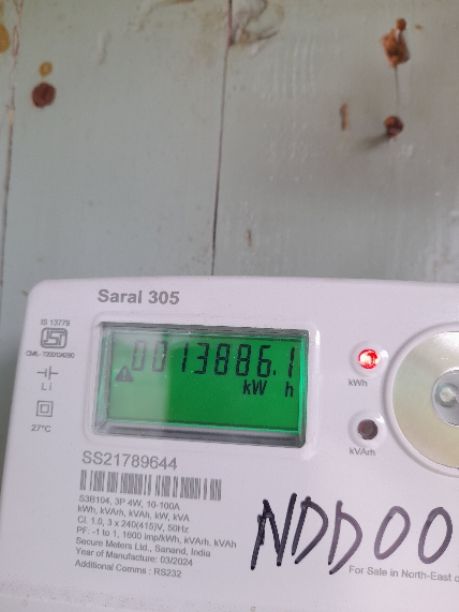 Saral 305
IS 13779
ISI
Li
27°C
0013886.1
kW h
kWh
kVArh
SS21789644
S3B104, 3P 4W, 10-100A
kWh, kVArh, kVAh, kW, kVA
Cl. 1.0, 3 x 240(415)V, 50Hz
PF. -1 to 1, 1600 imp/kWh, kVArh, kVAh
Secure Meters Ltd., Sanand, India
Year of Manufacture: 03/2024
Additional Comms : RS232
NDD00
For Sale in North-East